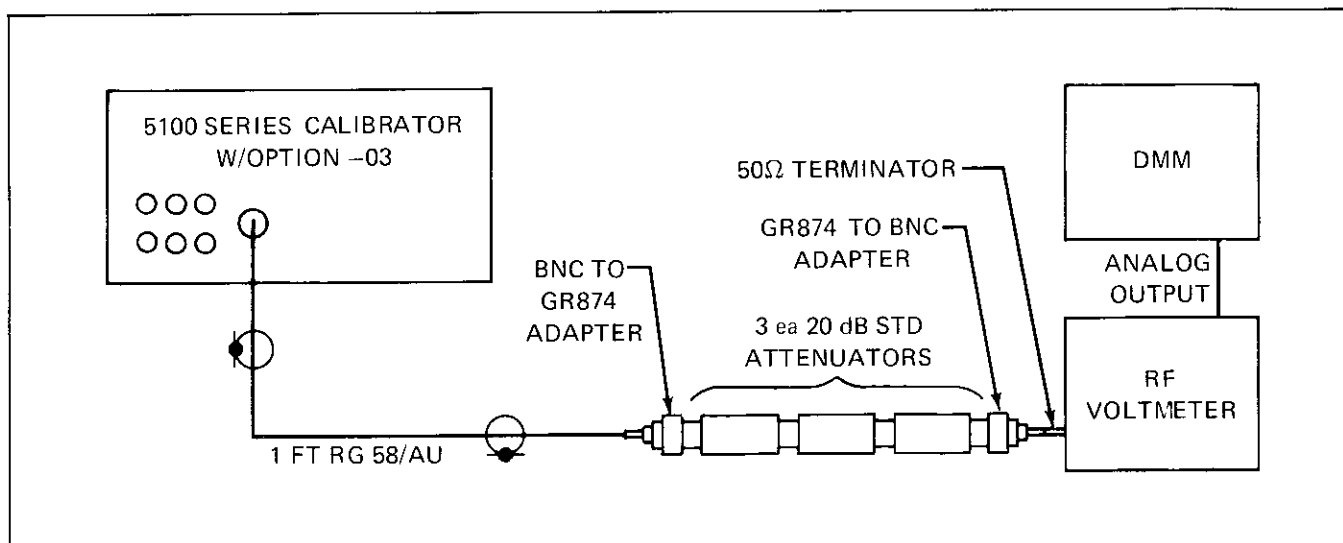 5100 SERIES CALIBRATOR
W/OPTION –03
50Ω TERMINATOR
DMM
GR874 TO BNC
ADAPTER
BNC TO
GR874
ADAPTER
ANALOG
OUTPUT
3 ea 20 dB STD
ATTENUATORS
RF
VOLTMETER
1 FT RG 58/AU